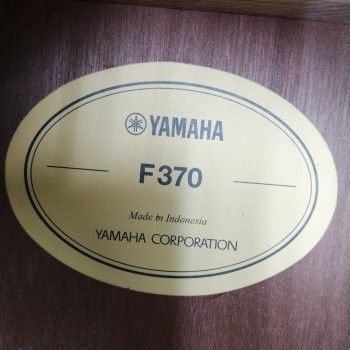 YAMAHA
F370
Made in Indonesia
YAMAHA CORPORATION